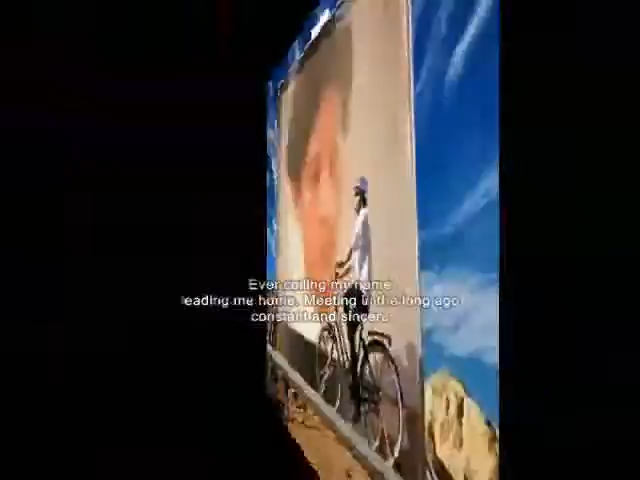 Ever calling my name
leading me home. Meeting a long ago
constant and sincere